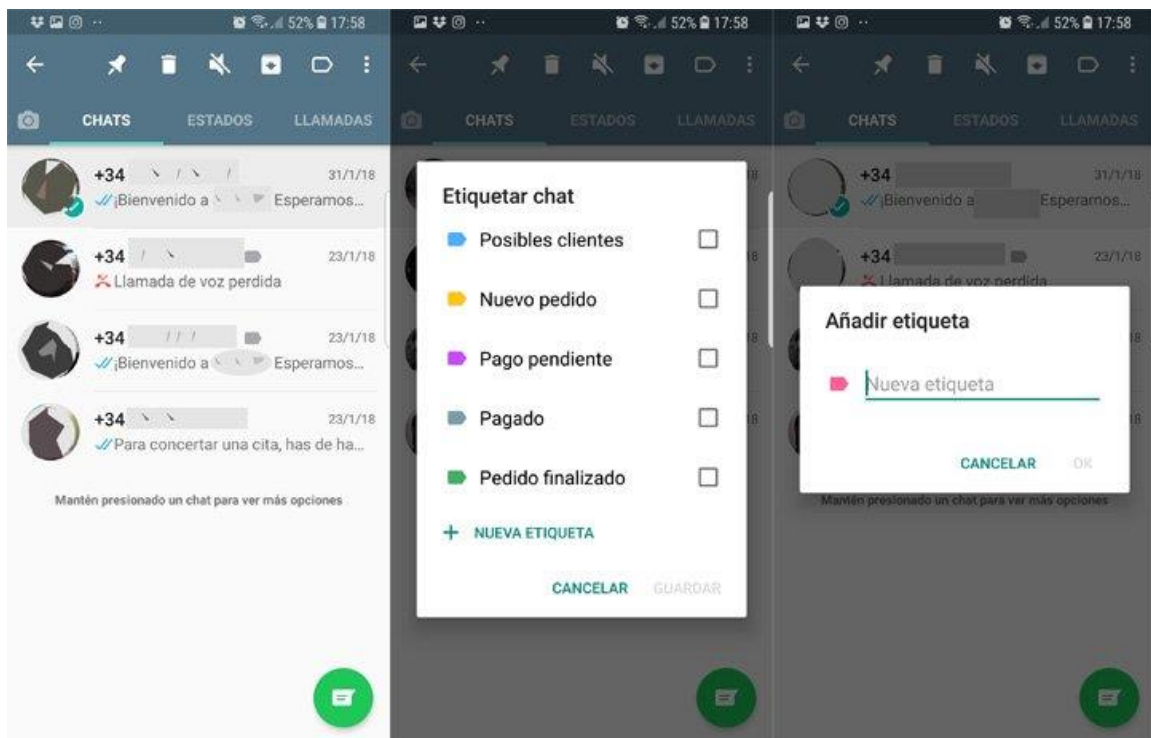 52% 17:58
CHATS ESTADOS LLAMADAS
+34 31/1/18
¡Bienvenido a Esperamos...
+34 23/1/18
Llamada de voz perdida
+34 23/1/18
¡Bienvenido a Esperamos...
+34 23/1/18
Para concertar una cita, has de ha...
Mantén presionado un chat para ver más opciones
52% 17:58
CHATS ESTADOS LLAMADAS
Etiquetar chat
Posibles clientes
Nuevo pedido
Pago pendiente
Pagado
Pedido finalizado
+ NUEVA ETIQUETA
CANCELAR GUARDAR
52% 17:58
CHATS ESTADOS LLAMADAS
+34 31/1/18
¡Bienvenido a Esperamos...
+34 23/1/18
Llamada de voz perdida
Añadir etiqueta
Nueva etiqueta
CANCELAR OK
Mantén presionado un chat para ver más opciones